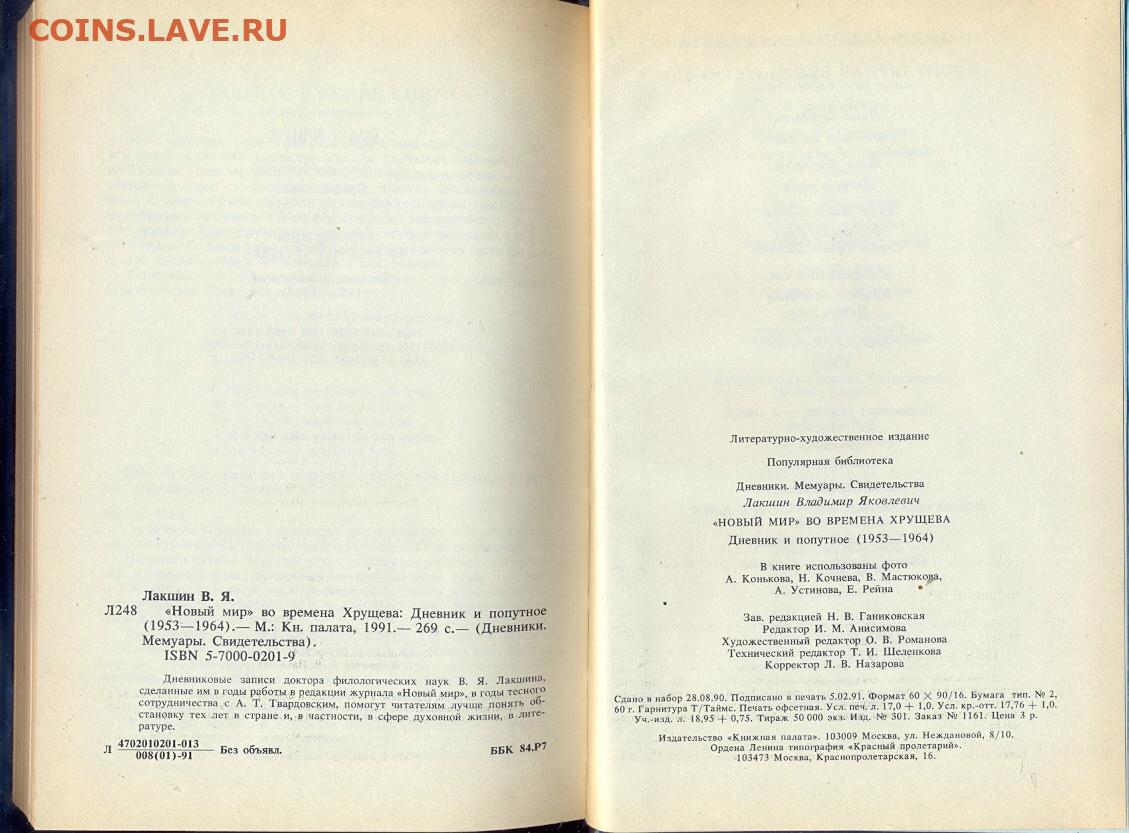 COINS.LAVE.RU
Лакшин В. Я.
Л248 «Новый мир» во времена Хрущева: Дневник и попутное
(1953—1964).— М.: Кн. палата, 1991.— 269 с.— (Дневники.
Мемуары. Свидетельства).
ISBN 5-7000-0201-9
Дневниковые записи доктора филологических наук В. Я. Лакшина,
сделанные им в годы работы в редакции журнала «Новый мир», в годы тесного
сотрудничества с А. Т. Твардовским, помогут читателям лучше понять об-
становку тех лет в стране и, в частности, в сфере духовной жизни, в лите-
ратуре.
Л 4702010201-013 Без объявл. ББК 84.Р7
008(01)-91
Литературно-художественное издание
Популярная библиотека
Дневники. Мемуары. Свидетельства
Лакшин Владимир Яковлевич
«НОВЫЙ МИР» ВО ВРЕМЕНА ХРУЩЕВА
Дневник и попутное (1953—1964)
В книге использованы фото
А. Конькова, Н. Кочнева, В. Мастюкова,
А. Устинова, Е. Рейна
Зав. редакцией Н. В. Ганиковская
Редактор И. М. Анисимова
Художественный редактор О. В. Романова
Технический редактор Т. И. Шеленкова
Корректор Л. В. Назарова
Сдано в набор 28.08.90. Подписано в печать 5.02.91. Формат 60 × 90/16. Бумага тип. № 2,
60 г. Гарнитура Т/Таймс. Печать офсетная. Усл. печ. л. 17,0 + 1,0. Усл. кр.-отт. 17,76 + 1,0.
Уч.-изд. л. 18,95 + 0,75. Тираж 50 000 экз. Изд. № 301. Заказ № 1161. Цена 3 р.
Издательство «Книжная палата». 103009 Москва, ул. Неждановой, 8/10.
Ордена Ленина типография «Красный пролетарий».
103473 Москва, Краснопролетарская, 16.